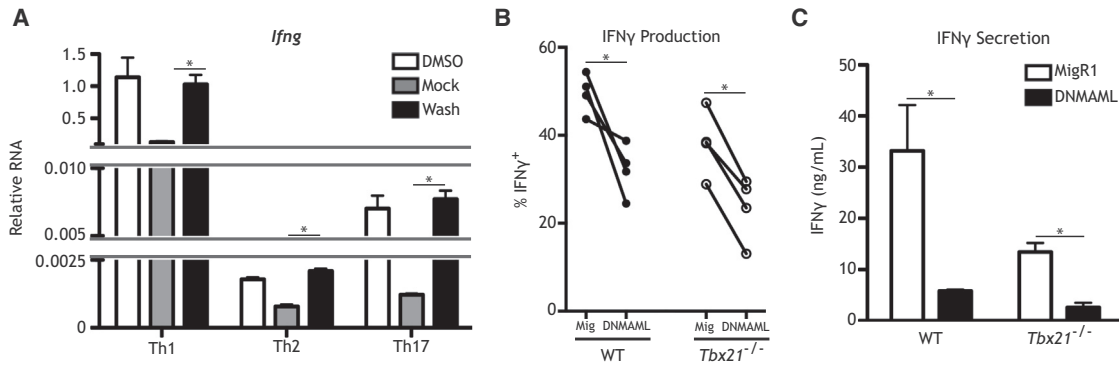 A
Ifng
Relative RNA
1.5
1.0
0.5
0.010
0.005
0.0025
0
*
*
*
DMSO
Mock
Wash
Th1
Th2
Th17
B
IFNγ Production
% IFNγ+
60
40
20
0
*
*
Mig DNMAML Mig DNMAML
WT Tbx21-/-
C
IFNγ Secretion
IFNγ (ng/mL)
50
40
30
20
10
0
*
*
MigR1
DNMAML
WT Tbx21-/-